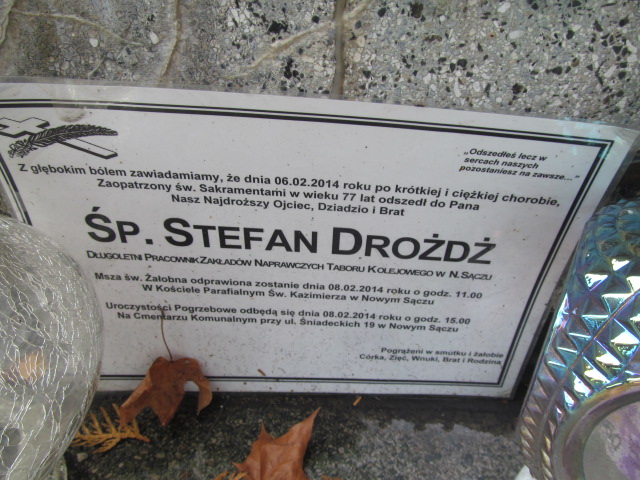 „Odszedłeś lecz w
sercach naszych
pozostaniesz na zawsze..."
Z głębokim bólem zawiadamiamy, że dnia 06.02.2014 roku po krótkiej i ciężkiej chorobie,
Zaopatrzony św. Sakramentami w wieku 77 lat odszedł do Pana
Nasz Najdroższy Ojciec, Dziadzio i Brat
ŚP. STEFAN DROŻDŻ
DŁUGOLETNI PRACOWNIK ZAKŁADÓW NAPRAWCZYCH TABORU KOLEJOWEGO W N.SĄCZU
Msza św. Żałobna odprawiona zostanie dnia 08.02.2014 roku o godz. 11.00
W Kościele Parafialnym Św. Kazimierza w Nowym Sączu
Uroczystości Pogrzebowe odbędą się dnia 08.02.2014 roku o godz. 15.00
Na Cmentarzu Komunalnym przy ul. Śniadeckich 19 w Nowym Sączu
Pogrążeni w smutku i żałobie
Córka, Zięć, Wnuki, Brat i Rodzina